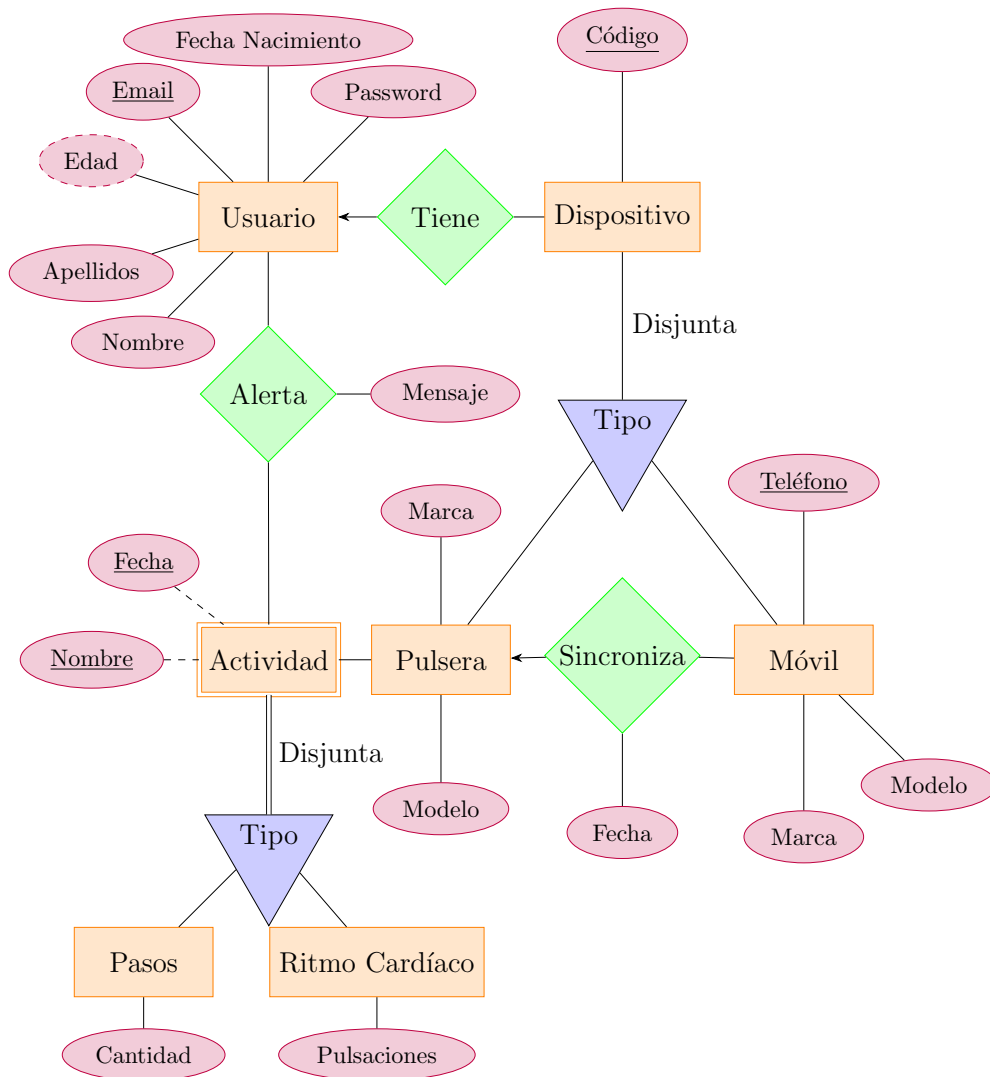 Fecha Nacimiento
Código
Email
Password
Edad
Usuario
Tiene
Dispositivo
Apellidos
Nombre
Disjunta
Alerta
Mensaje
Tipo
Marca
Teléfono
Fecha
Nombre
Actividad
Pulsera
Sincroniza
Móvil
Disjunta
Modelo
Modelo
Fecha
Marca
Tipo
Pasos
Ritmo Cardíaco
Cantidad
Pulsaciones